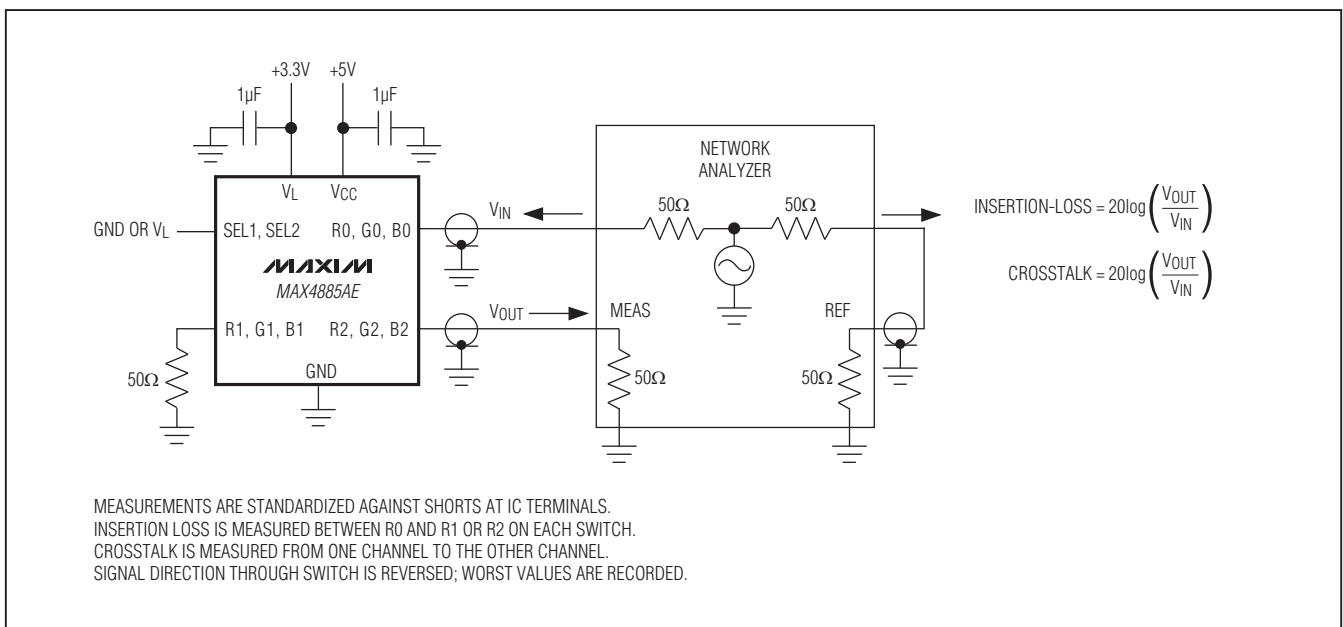 +3.3V +5V
1µF 1µF
NETWORK
ANALYZER
VL VCC
50Ω 50Ω
VIN
INSERTION-LOSS = 20log(VOUT/VIN)
GND OR VL SEL1, SEL2 R0, G0, B0
MAXIM
MAX4885AE
CROSSTALK = 20log(VOUT/VIN)
VOUT MEAS REF
R1, G1, B1 R2, G2, B2
50Ω GND 50Ω 50Ω
MEASUREMENTS ARE STANDARDIZED AGAINST SHORTS AT IC TERMINALS.
INSERTION LOSS IS MEASURED BETWEEN R0 AND R1 OR R2 ON EACH SWITCH.
CROSSTALK IS MEASURED FROM ONE CHANNEL TO THE OTHER CHANNEL.
SIGNAL DIRECTION THROUGH SWITCH IS REVERSED; WORST VALUES ARE RECORDED.